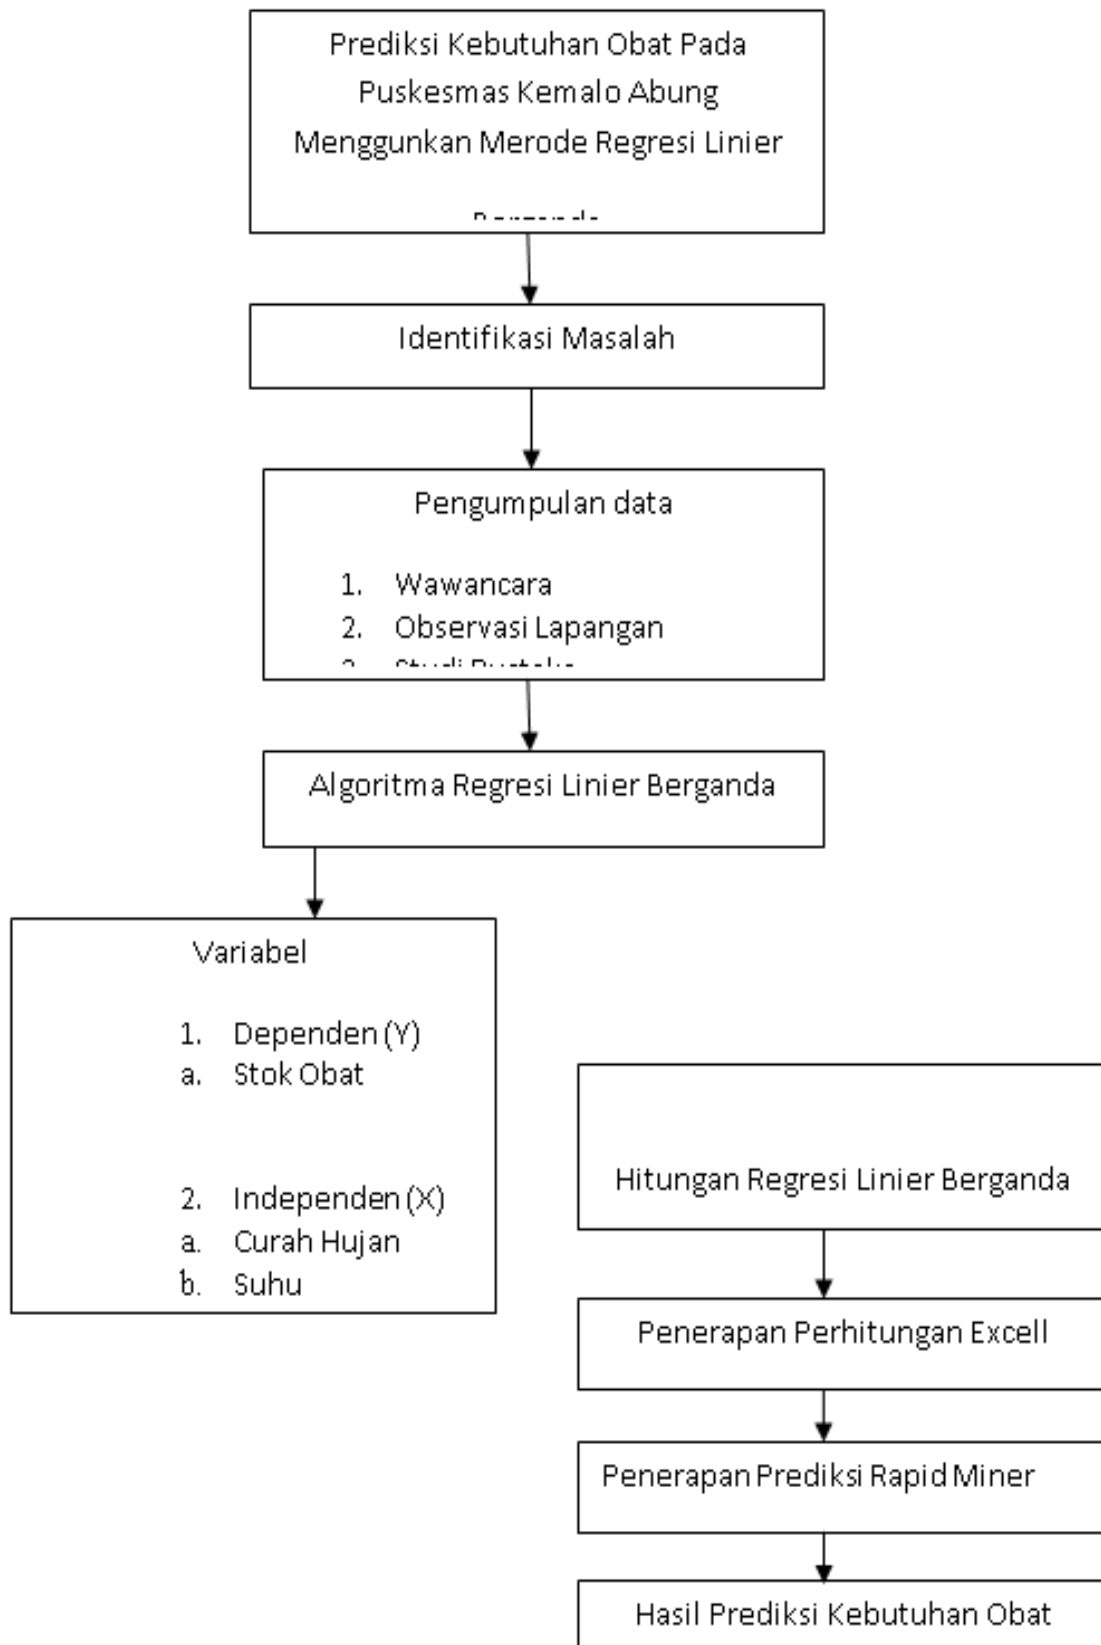 Prediksi Kebutuhan Obat Pada
Puskesmas Kemalo Abung
Menggunkan Merode Regresi Linier
Identifikasi Masalah
Pengumpulan data
1. Wawancara
2. Observasi Lapangan
Algoritma Regresi Linier Berganda
Variabel
1. Dependen (Y)
a. Stok Obat
2. Independen (X)
a. Curah Hujan
b. Suhu
Hitungan Regresi Linier Berganda
Penerapan Perhitungan Excell
Penerapan Prediksi Rapid Miner
Hasil Prediksi Kebutuhan Obat